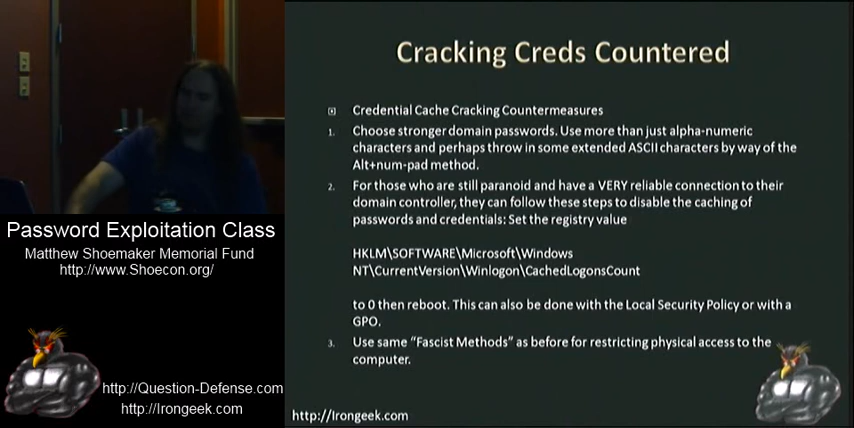 Cracking Creds Countered
Credential Cache Cracking Countermeasures
1. Choose stronger domain passwords. Use more than just alpha-numeric
characters and perhaps throw in some extended ASCII characters by way of the
Alt+num-pad method.
2. For those who are still paranoid and have a VERY reliable connection to their
domain controller, they can follow these steps to disable the caching of
passwords and credentials: Set the registry value
HKLM\SOFTWARE\Microsoft\Windows
NT\CurrentVersion\Winlogon\CachedLogonsCount
to 0 then reboot. This can also be done with the Local Security Policy or with a
GPO.
3. Use same “Fascist Methods” as before for restricting physical access to the
computer.
http://Irongeek.com
Password Exploitation Class
Matthew Shoemaker Memorial Fund
http://www.Shoecon.org/
http://Question-Defense.com
http://Irongeek.com